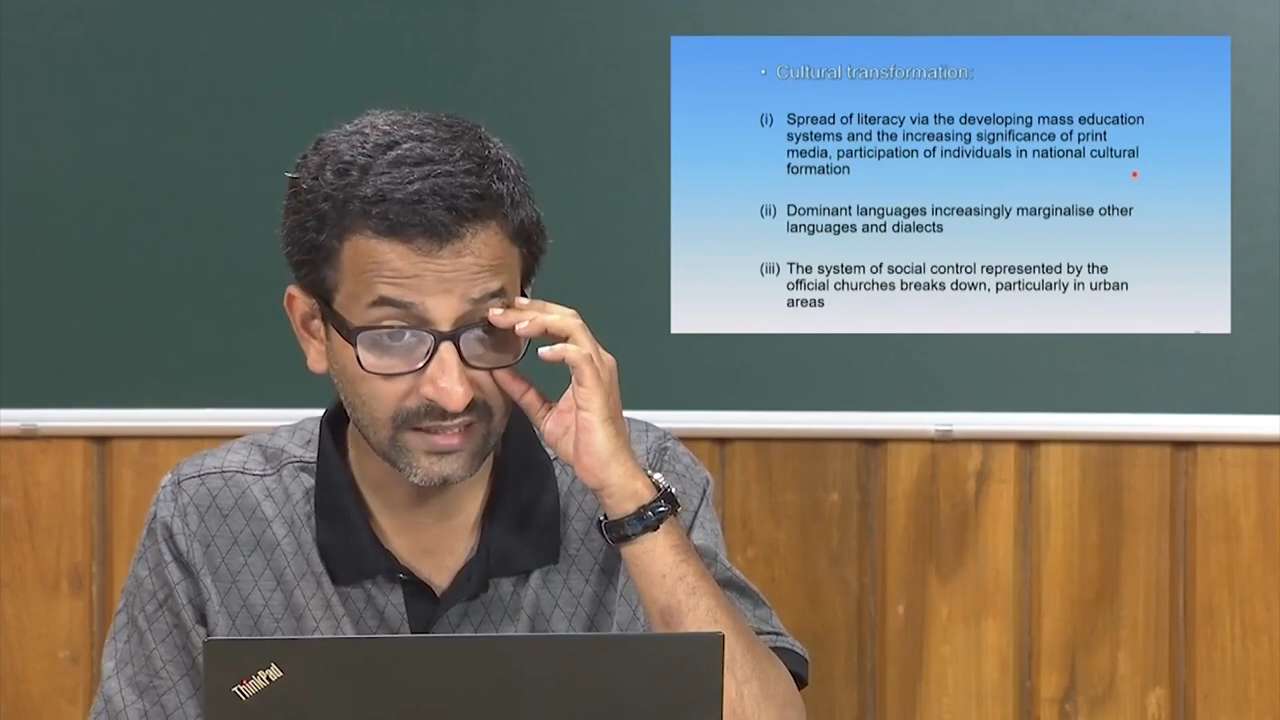 • Cultural transformation:
(i) Spread of literacy via the developing mass education
systems and the increasing significance of print
media, participation of individuals in national cultural
formation
(ii) Dominant languages increasingly marginalise other
languages and dialects
(iii) The system of social control represented by the
official churches breaks down, particularly in urban
areas
ThinkPad